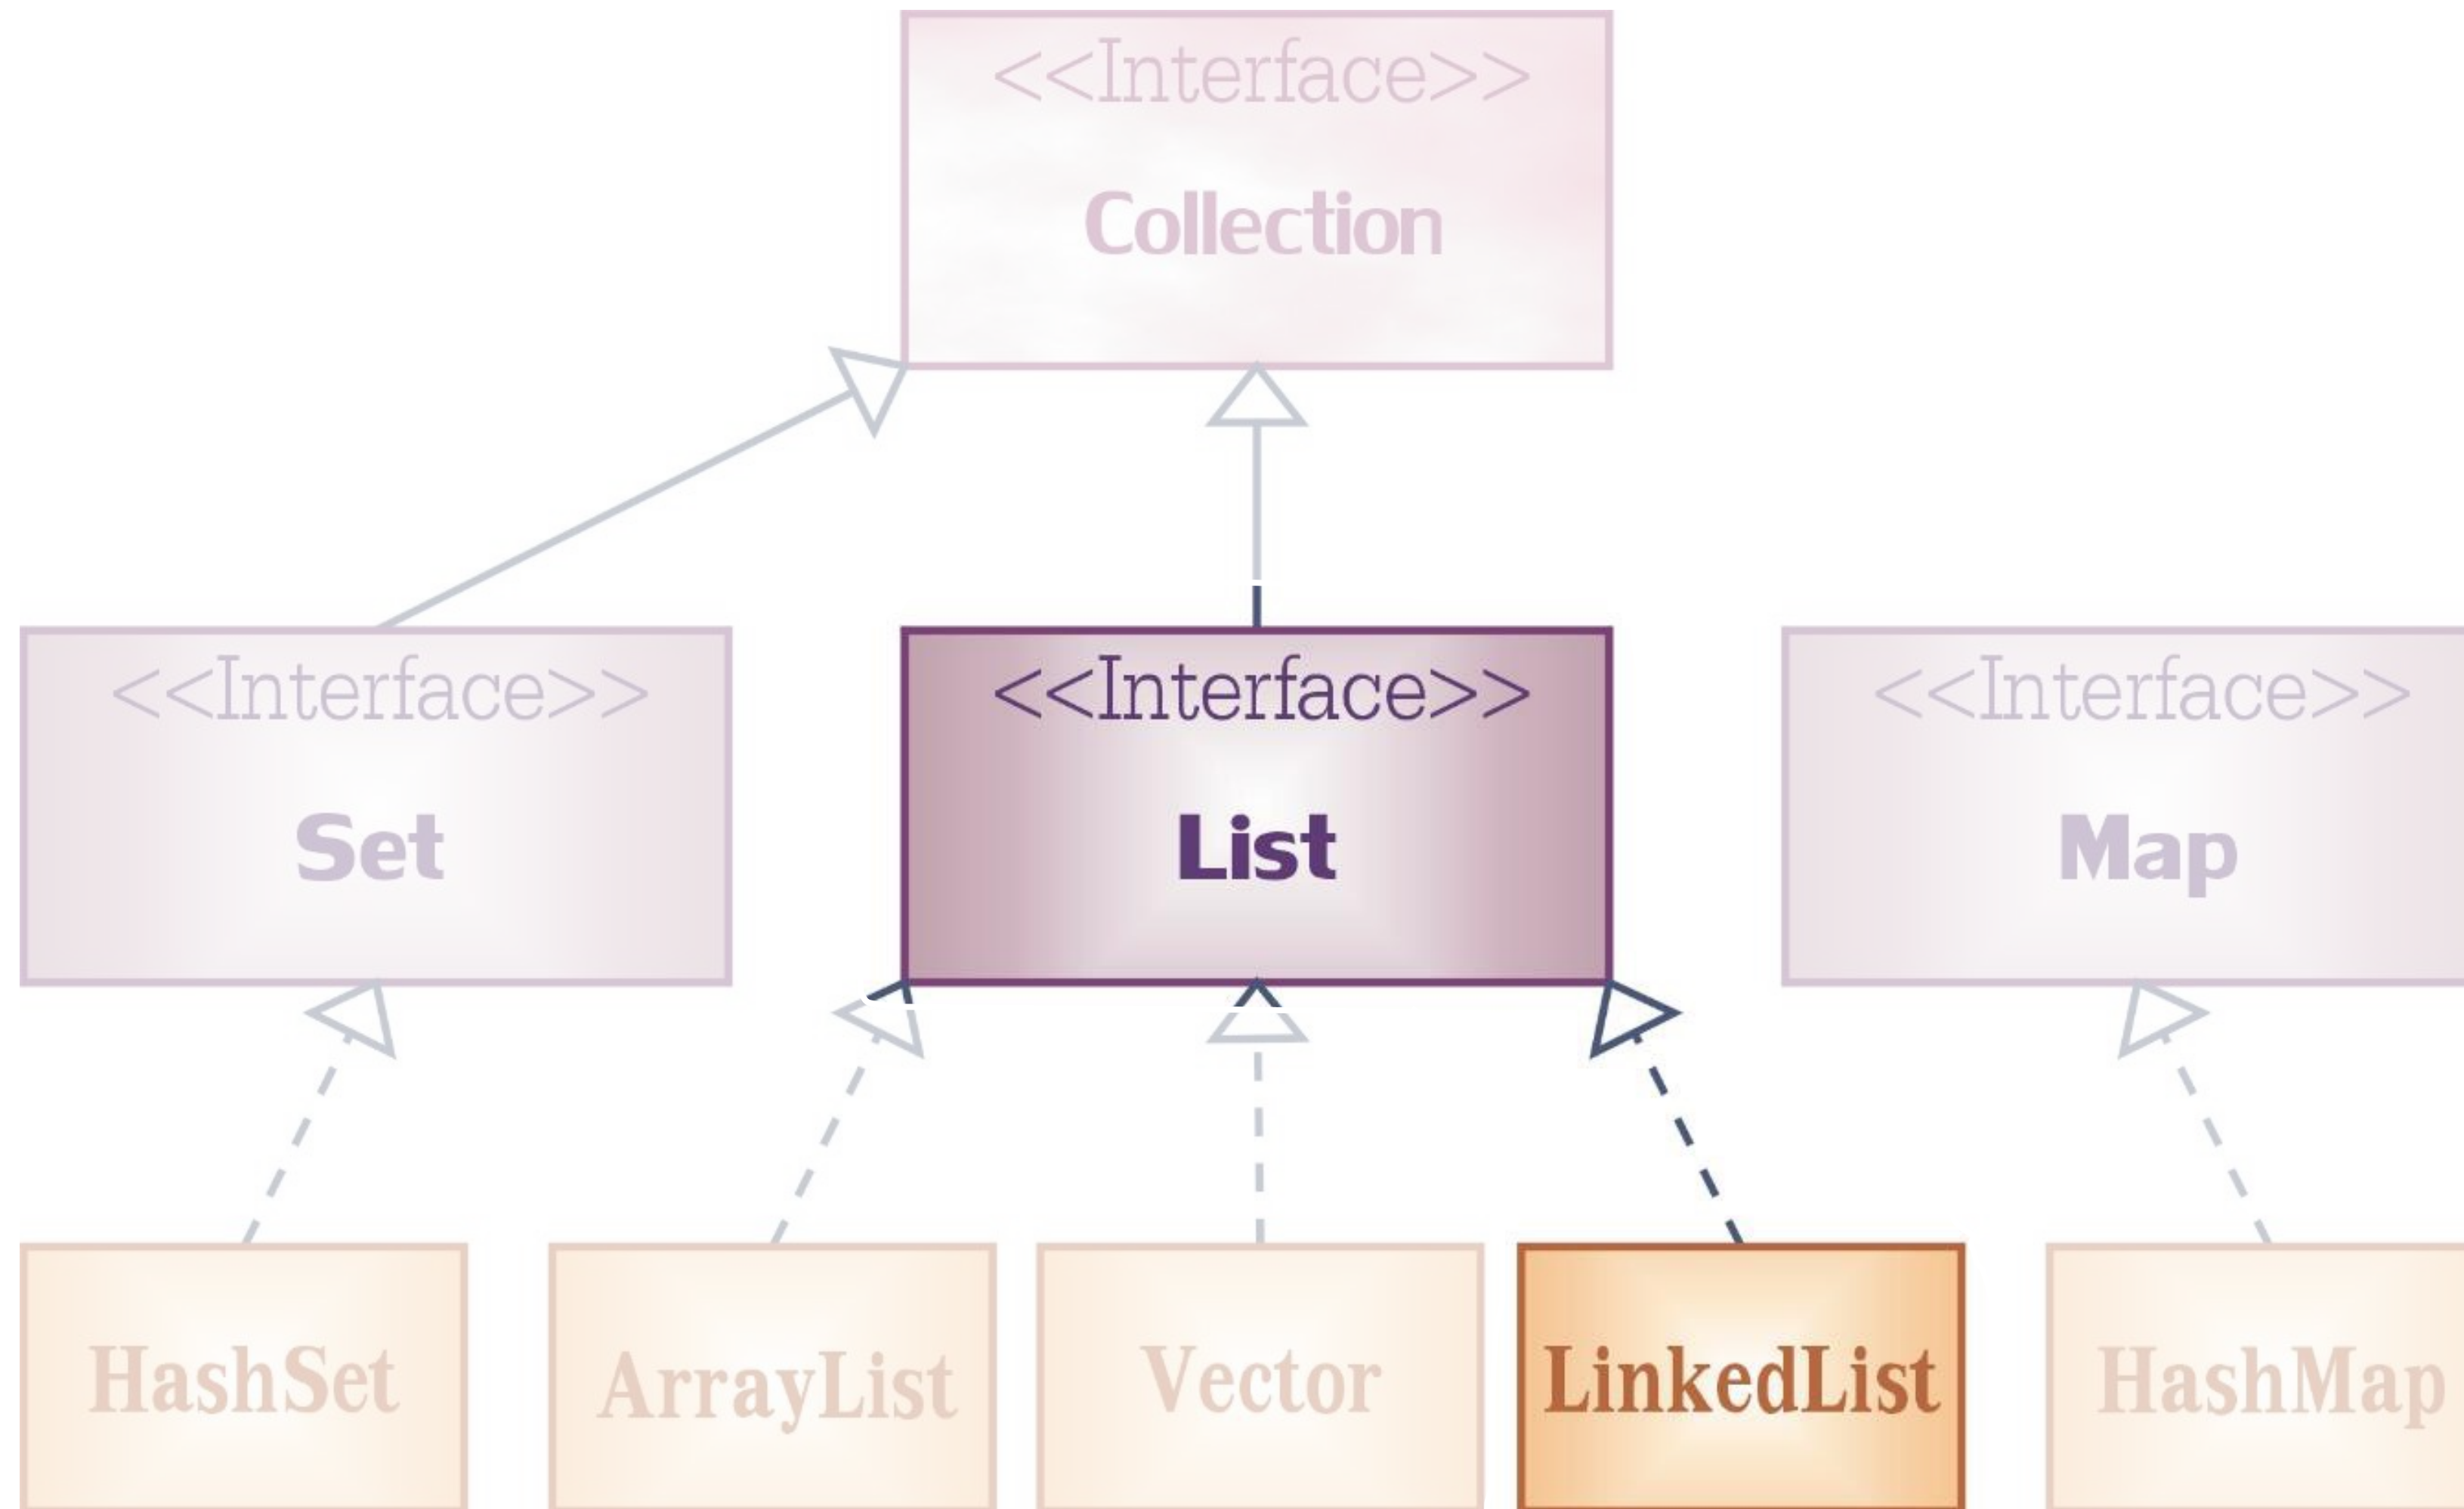 <<Interface>>
Collection
<<Interface>>
Set
<<Interface>>
List
<<Interface>>
Map
HashSet
ArrayList
Vector
LinkedList
HashMap